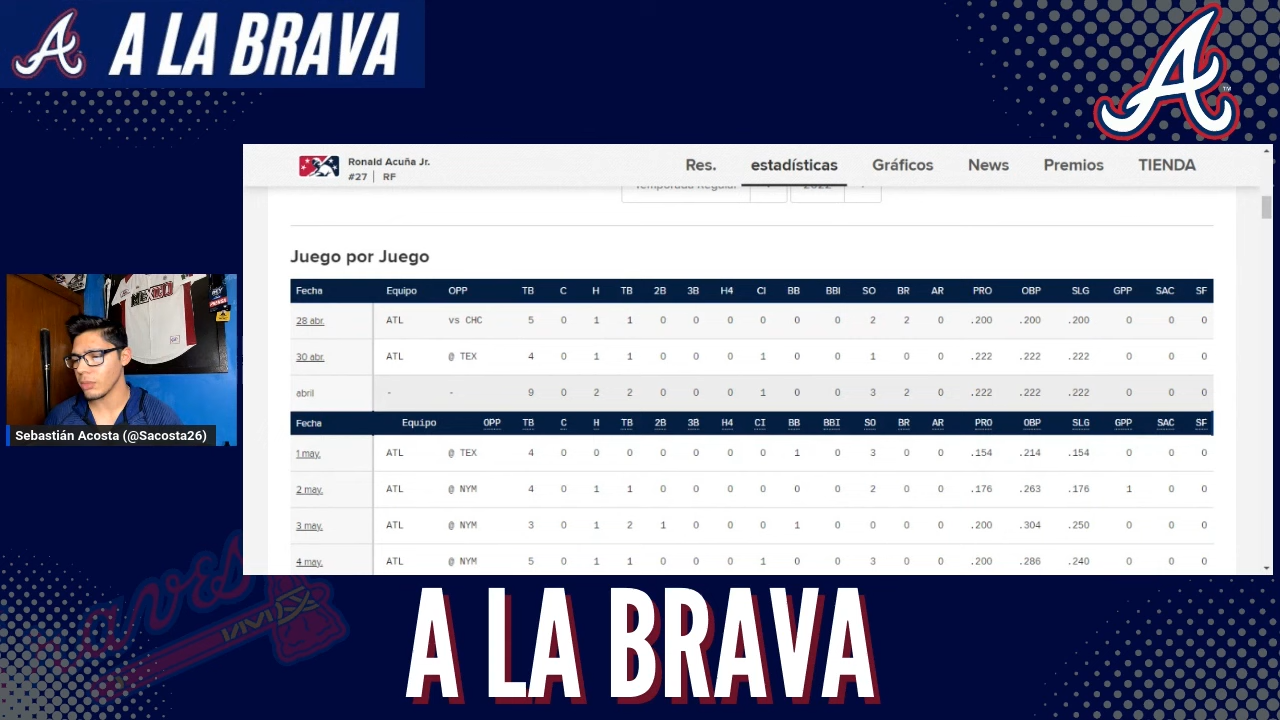 A LA BRAVA
A
Ronald Acuña Jr.
#27 | RF
Res. estadísticas Gráficos News Premios TIENDA
Temporada Regular 2022
Juego por Juego
Fecha Equipo OPP TB C H TB 2B 3B H4 CI BB BBI SO BR AR PRO OBP SLG GPP SAC SF
28 abr. ATL vs CHC 5 0 1 1 0 0 0 0 0 0 2 2 0 .200 .200 .200 0 0 0
30 abr. ATL @ TEX 4 0 1 1 0 0 0 1 0 0 1 0 0 .222 .222 .222 0 0 0
abril - - 9 0 2 2 0 0 0 1 0 0 3 2 0 .222 .222 .222 0 0 0
Fecha Equipo OPP TB C H TB 2B 3B H4 CI BB BBI SO BR AR PRO OBP SLG GPP SAC SF
1 may. ATL @ TEX 4 0 0 0 0 0 0 0 1 0 3 0 0 .154 .214 .154 0 0 0
2 may. ATL @ NYM 4 0 1 1 0 0 0 0 0 0 2 0 0 .176 .263 .176 1 0 0
3 may. ATL @ NYM 3 0 1 2 1 0 0 0 1 0 0 0 0 .200 .304 .250 0 0 0
4 may. ATL @ NYM 5 0 1 1 0 0 0 1 0 0 3 0 0 .200 .286 .240 0 0 0
MEXICO
Sebastián Acosta (@Sacosta26)
A LA BRAVA